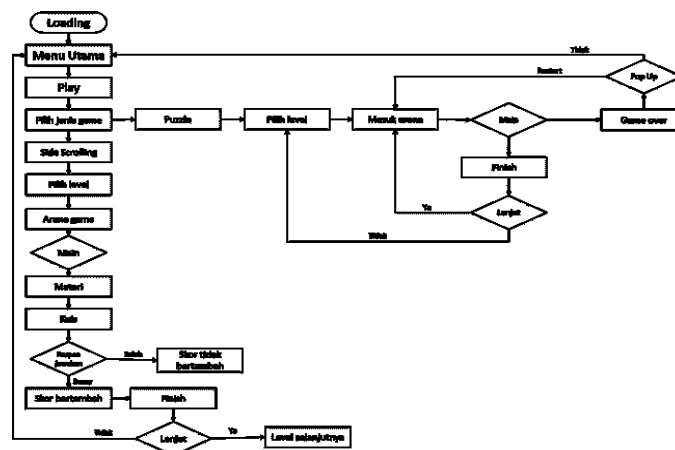 Loading
Menu Utama
Tidak
Play
Restart
Pop Up
Pilih jenis game
Puzzle
Pilih level
Masuk arena
Main
Game over
Side Scrolling
Finish
Pilih level
Ya
Lanjut
Arena game
Tidak
Main
Materi
Kuis
jawaban
Salah
Skor tidak
bertambah
Benar
Skor bertambah
Finish
Tidak
Lanjut
Ya
Level selanjutnya